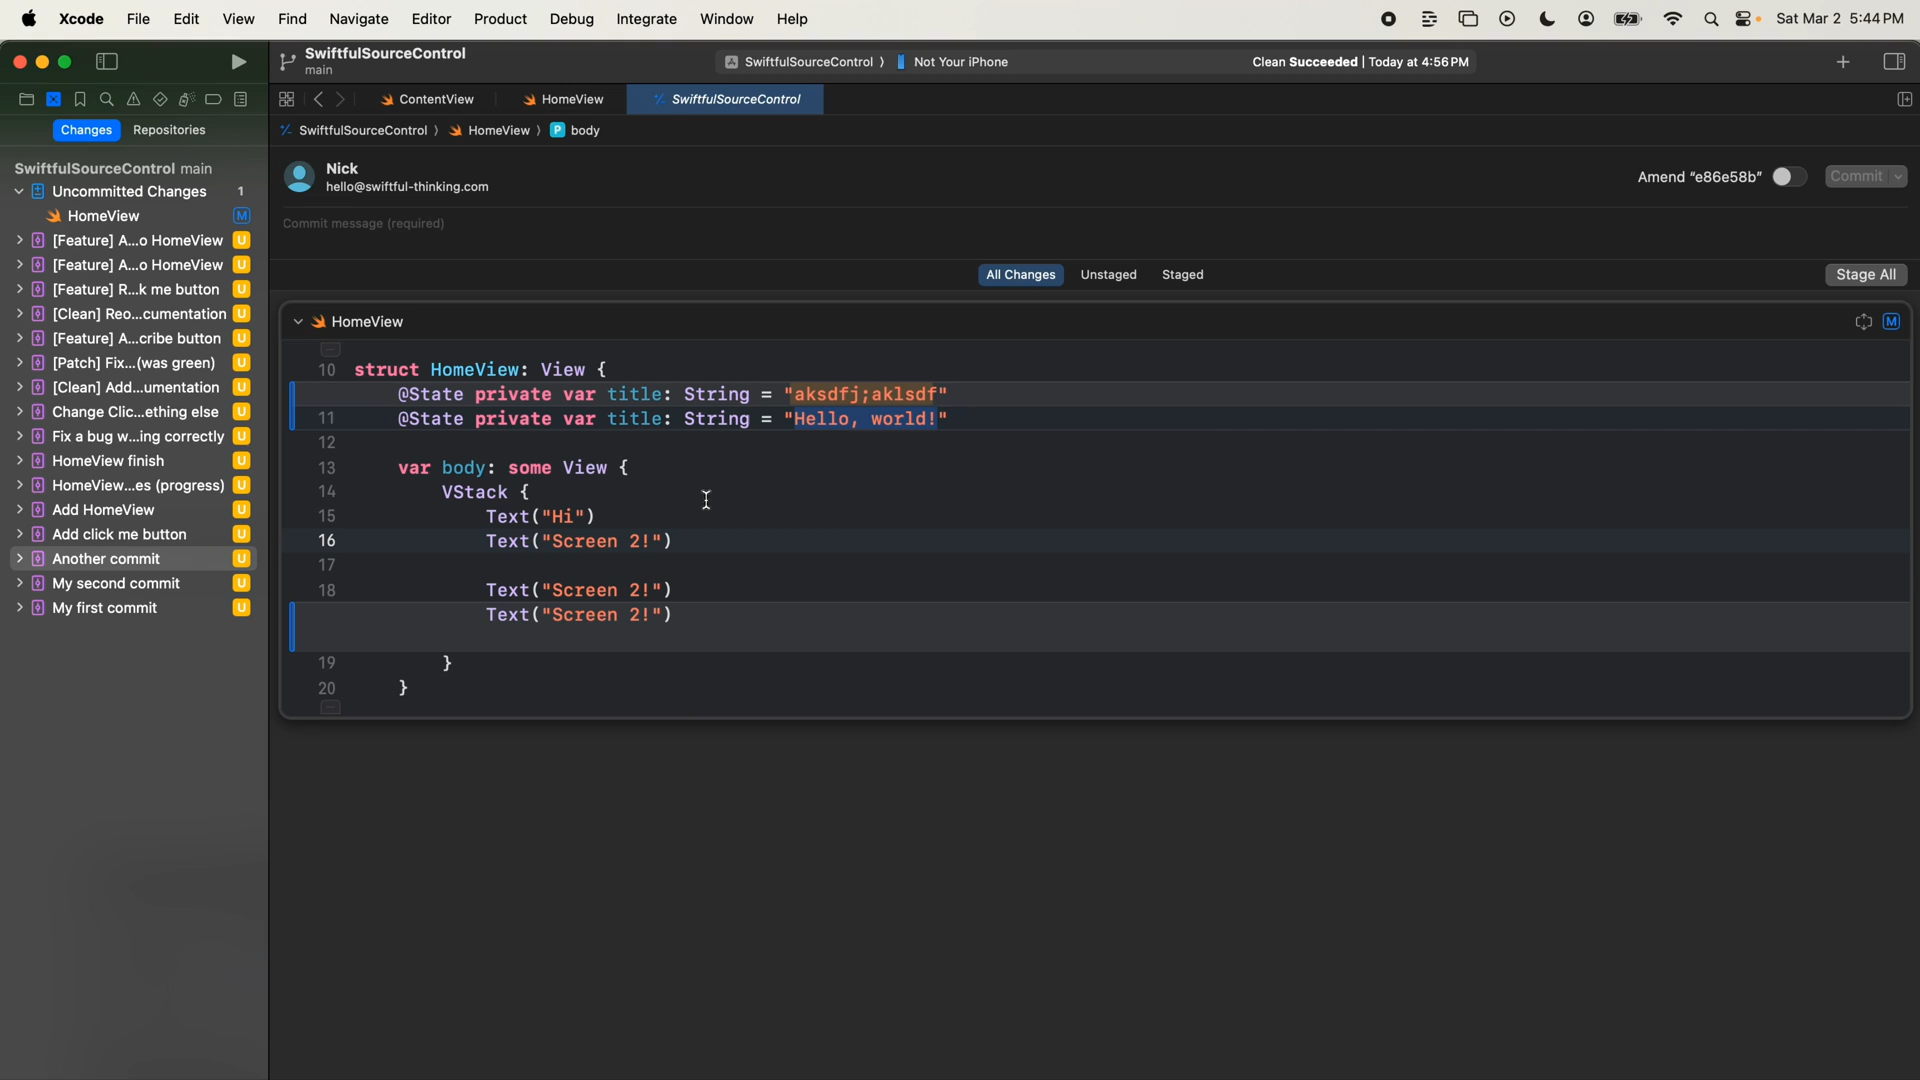 Xcode File Edit View Find Navigate Editor Product Debug Integrate Window Help Sat Mar 2 5:44 PM
SwiftfulSourceControl
main
SwiftfulSourceControl Not Your iPhone
Clean Succeeded | Today at 4:56 PM
ContentView HomeView SwiftfulSourceControl
Changes Repositories
SwiftfulSourceControl HomeView P body
SwiftfulSourceControl main
Uncommitted Changes 1
HomeView M
[Feature] A...o HomeView U
[Feature] A...o HomeView U
[Feature] R...k me button U
[Clean] Reo...cumentation U
[Feature] A...cribe button U
[Patch] Fix...(was green) U
[Clean] Add...umentation U
Change Clic...ething else U
Fix a bug w...ing correctly U
HomeView finish U
HomeView...es (progress) U
Add HomeView U
Add click me button U
Another commit U
My second commit U
My first commit U
Nick
hello@swiftful-thinking.com
Amend "e86e58b" Commit
Commit message (required)
All Changes Unstaged Staged Stage All
HomeView M
10 struct HomeView: View {
@State private var title: String = "aksdfj;aklsdf"
11 @State private var title: String = "Hello, world!"
12
13 var body: some View {
14 VStack {
15 Text("Hi")
16 Text("Screen 2!")
17
18 Text("Screen 2!")
Text("Screen 2!")
19 }
20 }